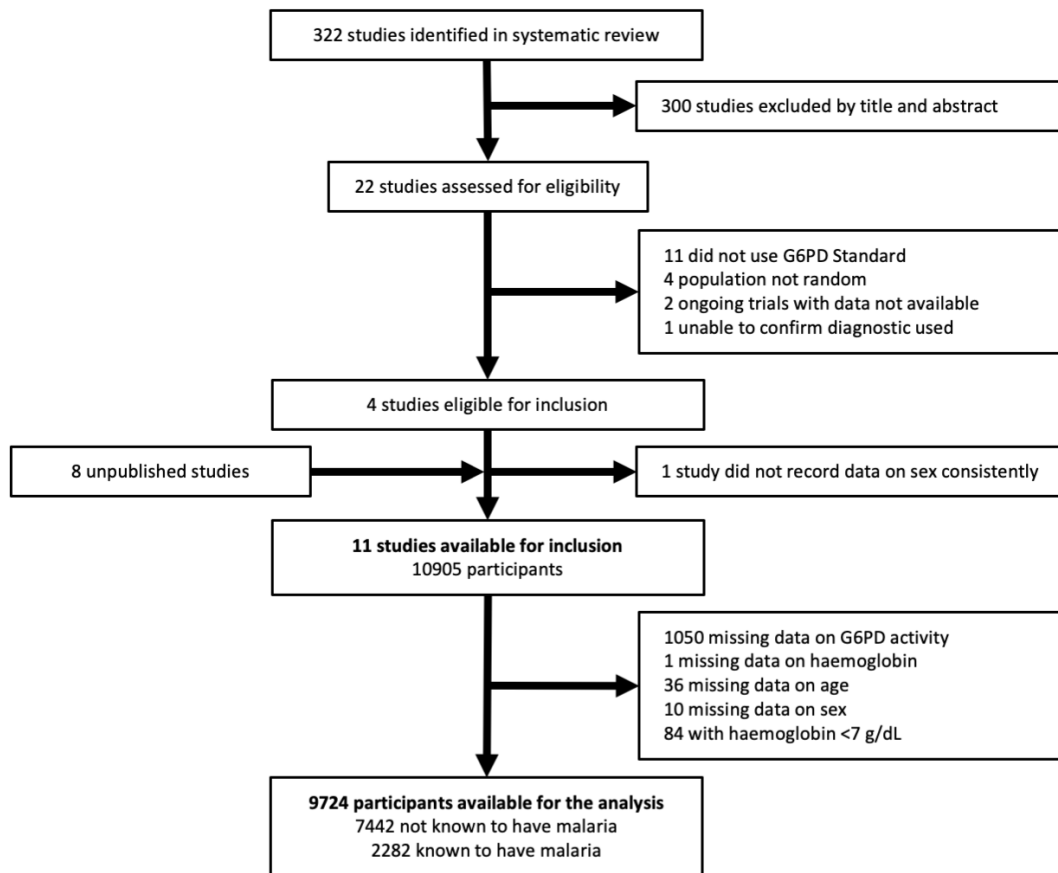 322 studies identified in systematic review
300 studies excluded by title and abstract
22 studies assessed for eligibility
11 did not use G6PD Standard
4 population not random
2 ongoing trials with data not available
1 unable to confirm diagnostic used
4 studies eligible for inclusion
8 unpublished studies
1 study did not record data on sex consistently
11 studies available for inclusion
10905 participants
1050 missing data on G6PD activity
1 missing data on haemoglobin
36 missing data on age
10 missing data on sex
84 with haemoglobin <7 g/dL
9724 participants available for the analysis
7442 not known to have malaria
2282 known to have malaria